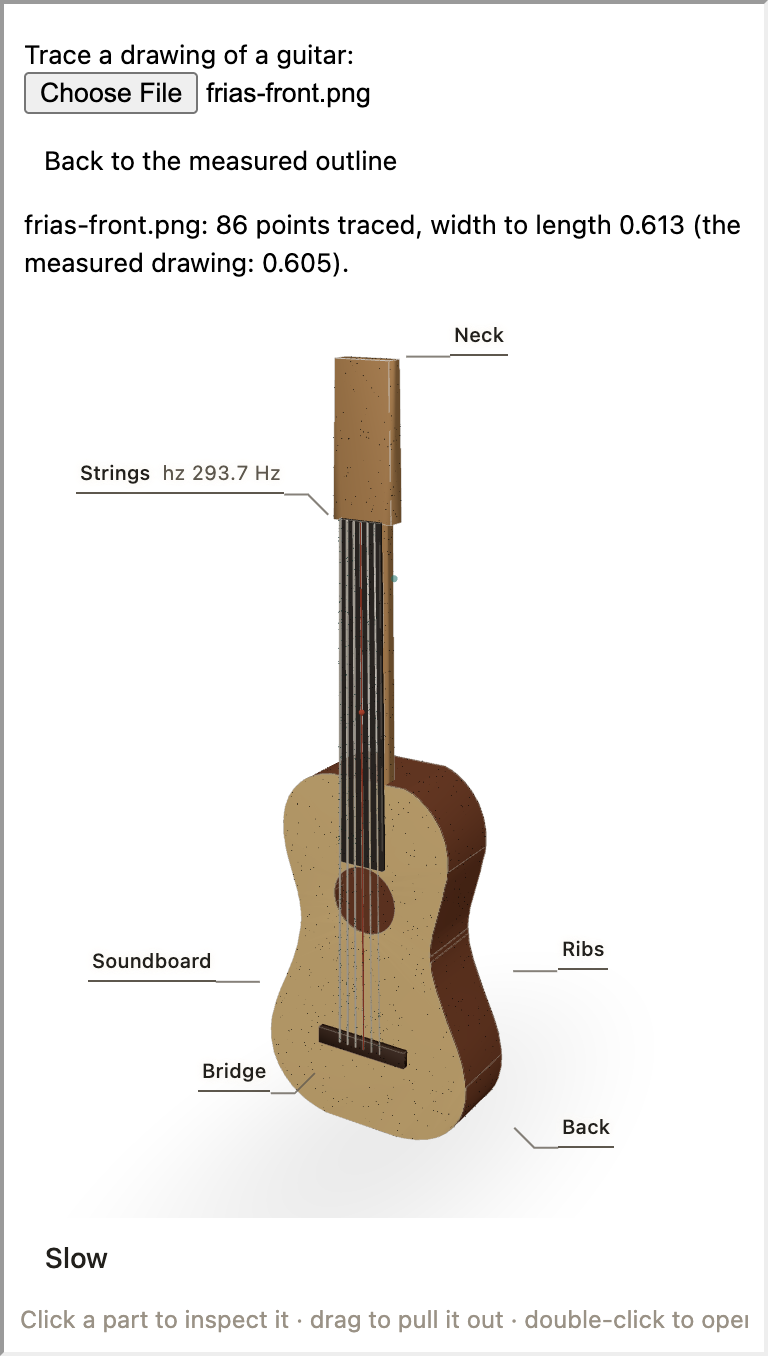 Trace a drawing of a guitar:
Choose File frias-front.png
Back to the measured outline
frias-front.png: 86 points traced, width to length 0.613 (the
measured drawing: 0.605).
Neck
Strings hz 293.7 Hz
Soundboard
Ribs
Bridge
Back
Slow
Click a part to inspect it · drag to pull it out · double-click to